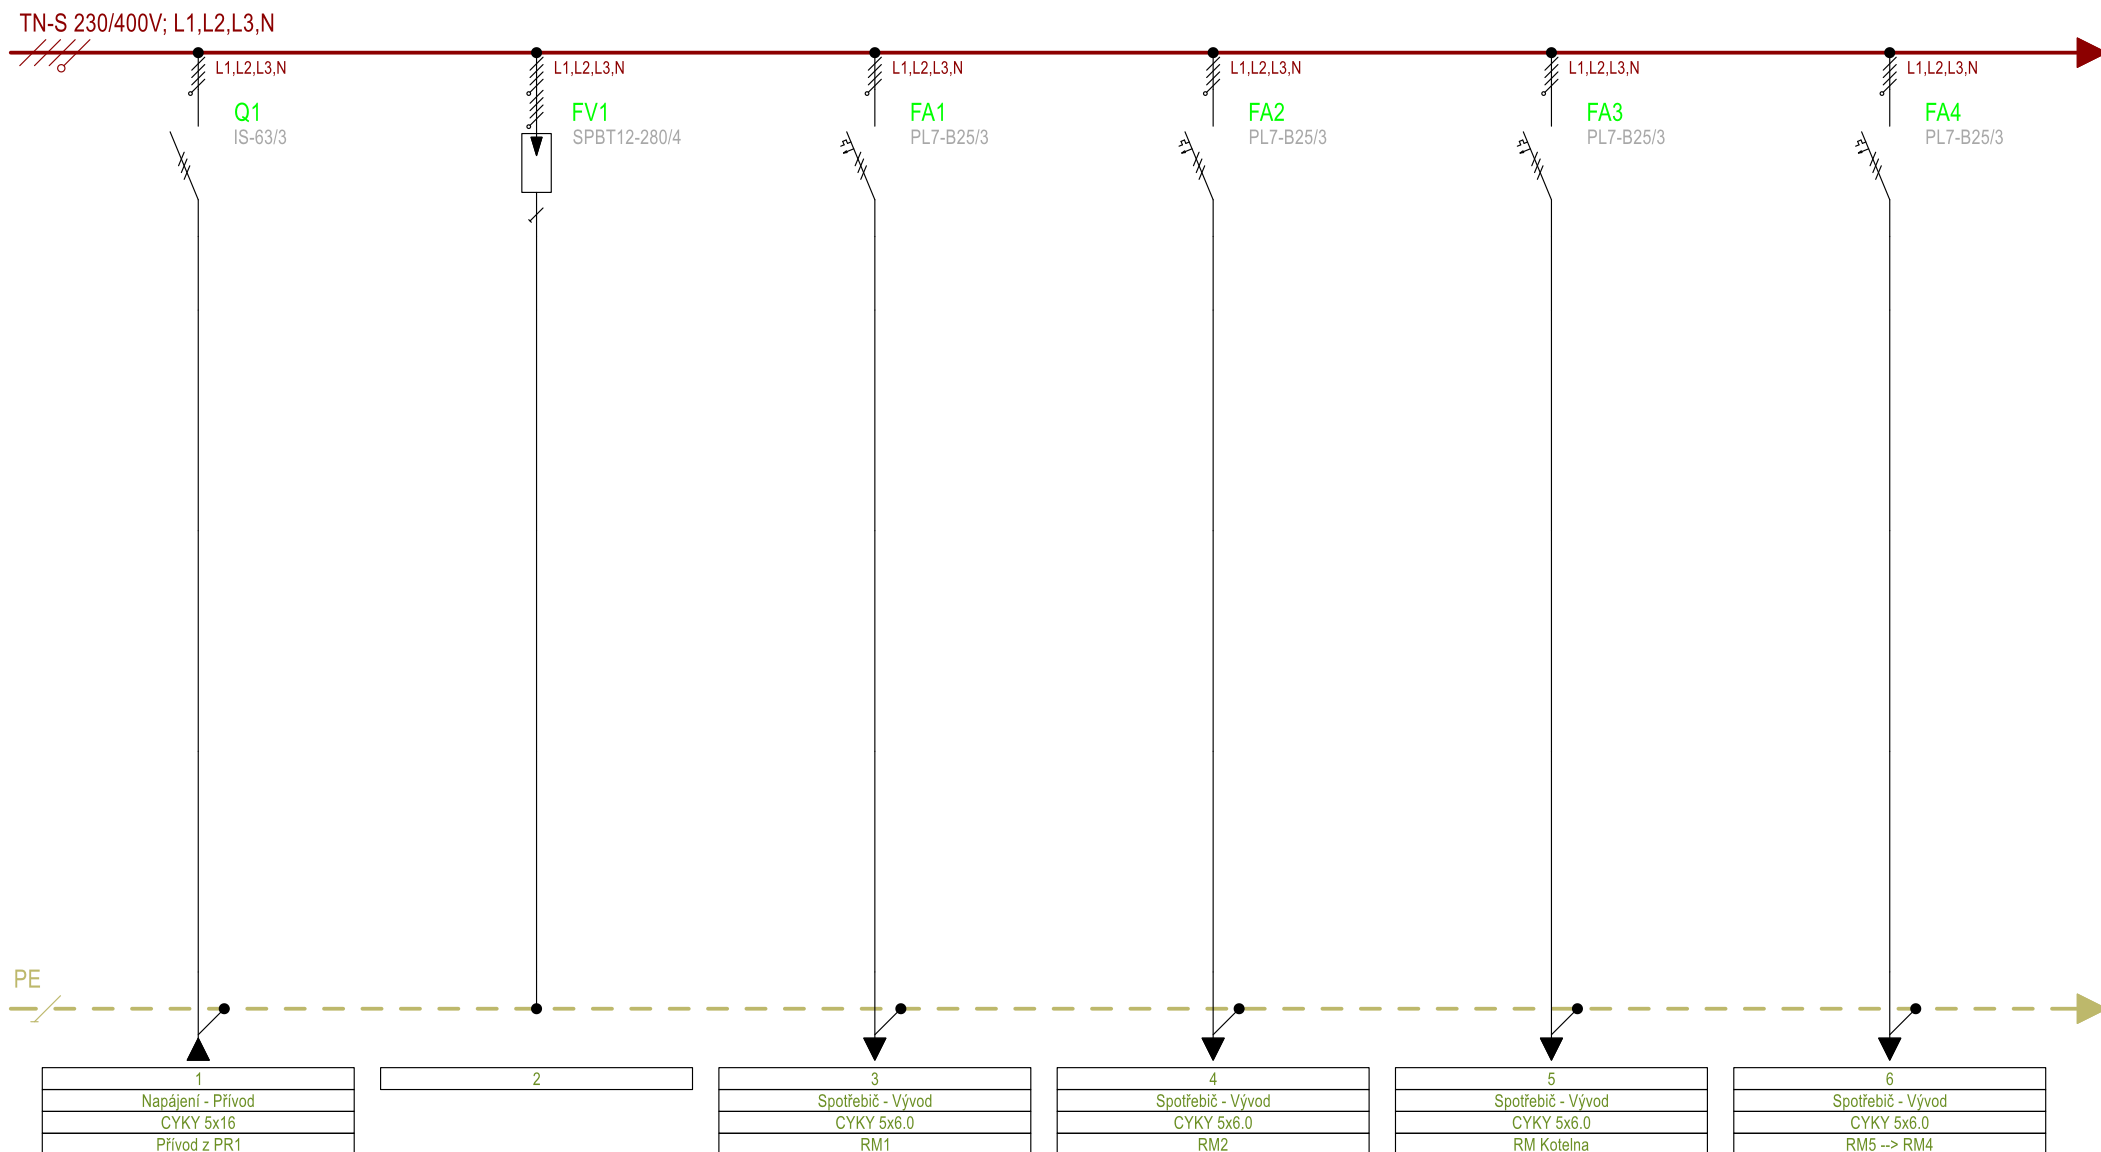 TN-S 230/400V; L1,L2,L3,N
L1,L2,L3,N
L1,L2,L3,N
L1,L2,L3,N
L1,L2,L3,N
L1,L2,L3,N
L1,L2,L3,N
Q1
IS-63/3
FV1
SPBT12-280/4
FA1
PL7-B25/3
FA2
PL7-B25/3
FA3
PL7-B25/3
FA4
PL7-B25/3
PE
1
Napájení - Přívod
CYKY 5x16
Přívod z PR1
2
3
Spotřebič - Vývod
CYKY 5x6.0
RM1
4
Spotřebič - Vývod
CYKY 5x6.0
RM2
5
Spotřebič - Vývod
CYKY 5x6.0
RM Kotelna
6
Spotřebič - Vývod
CYKY 5x6.0
RM5 --> RM4